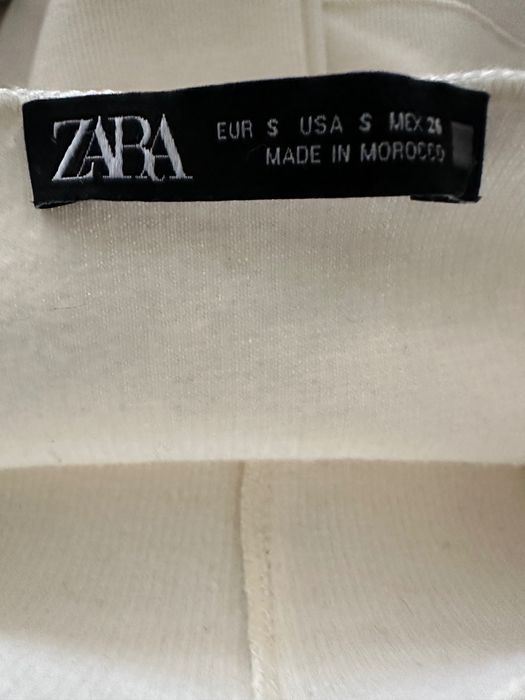 ZARA
EUR S USA S MEX 26
MADE IN MOROCCO